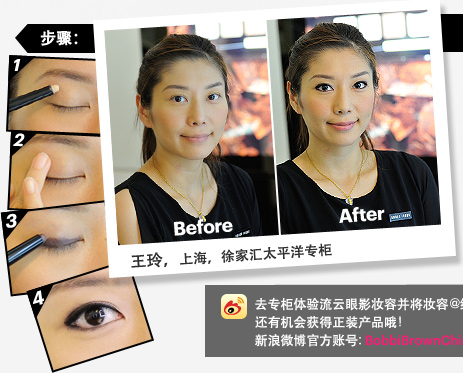 步骤：
1
2
3
4
Before
After
王玲，上海，徐家汇太平洋专柜
去专柜体验流云眼影妆容并将妆容@
还有机会获得正装产品哦！
新浪微博官方账号：BobbiBrownChi